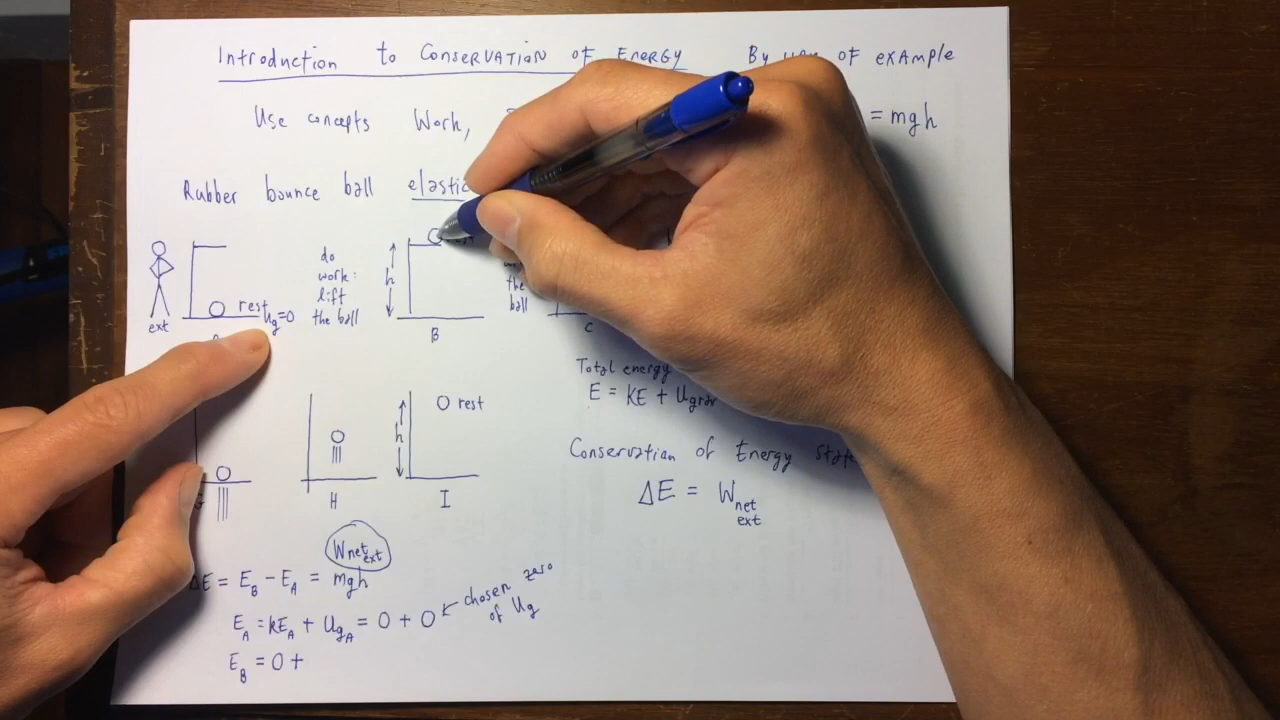 Introduction to Conservation of Energy By of example
Use concepts Work, = mgh
Rubber bounce ball elastic
do work: lift the ball
h
rest
Ug=0
ext
B
the ball
C
Total energy
E = KE + Ugrav
h
rest
G
H
I
Conservation of Energy
ΔE = Wnet ext
Wnet ext
ΔE = EB - EA = mgh
EA = KEA + UgA = 0 + 0 ← chosen zero of Ug
EB = 0 +